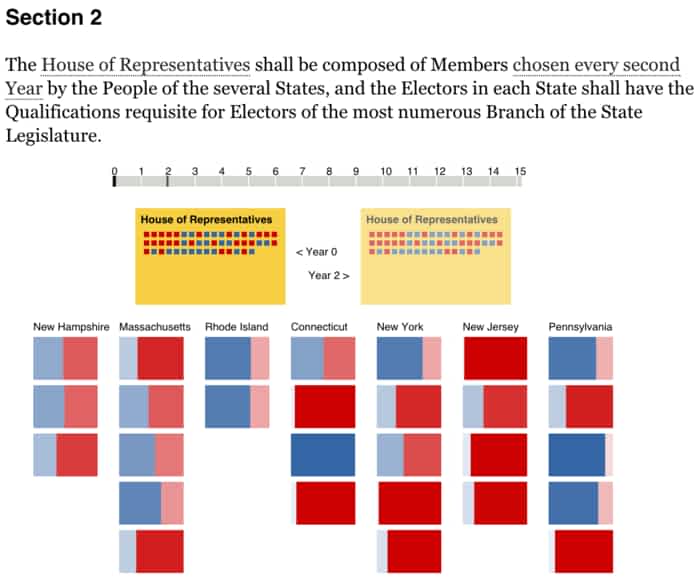 Section 2
The House of Representatives shall be composed of Members chosen every second
Year by the People of the several States, and the Electors in each State shall have the
Qualifications requisite for Electors of the most numerous Branch of the State
Legislature.
0 1 2 3 4 5 6 7 8 9 10 11 12 13 14 15
House of Representatives House of Representatives
< Year 0
Year 2 >
New Hampshire Massachusetts Rhode Island Connecticut New York New Jersey Pennsylvania